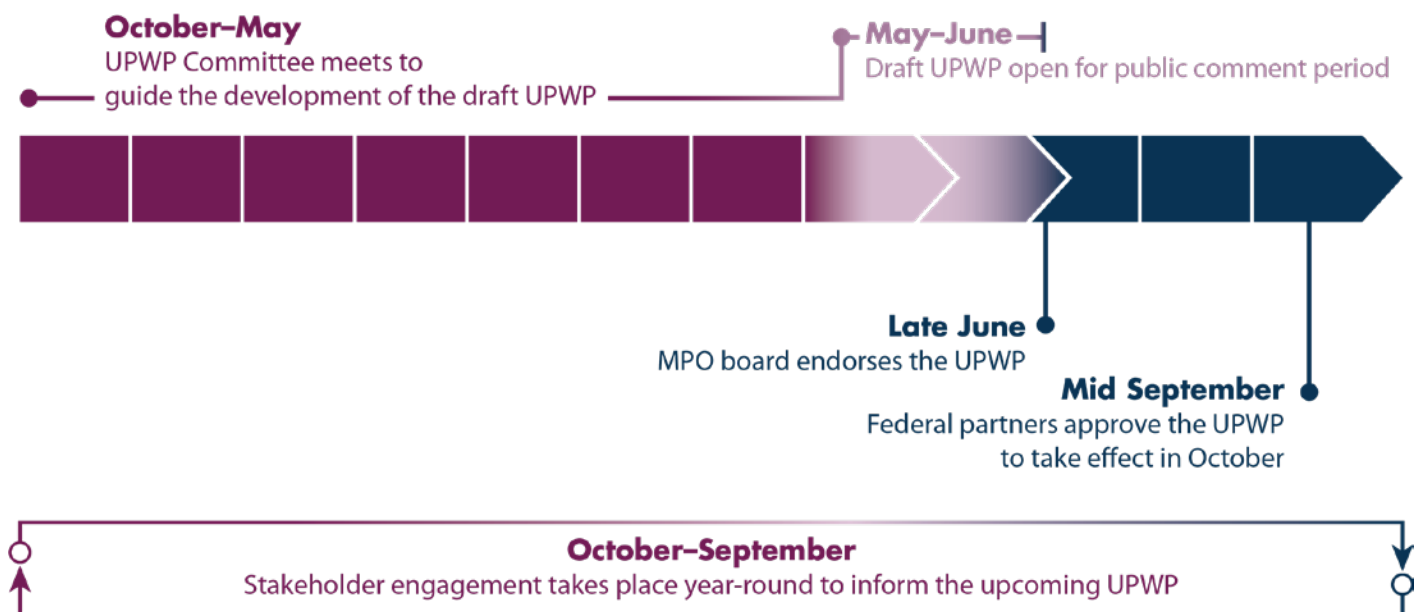 October–May
UPWP Committee meets to
guide the development of the draft UPWP
May–June
Draft UPWP open for public comment period
Late June
MPO board endorses the UPWP
Mid September
Federal partners approve the UPWP
to take effect in October
October–September
Stakeholder engagement takes place year-round to inform the upcoming UPWP